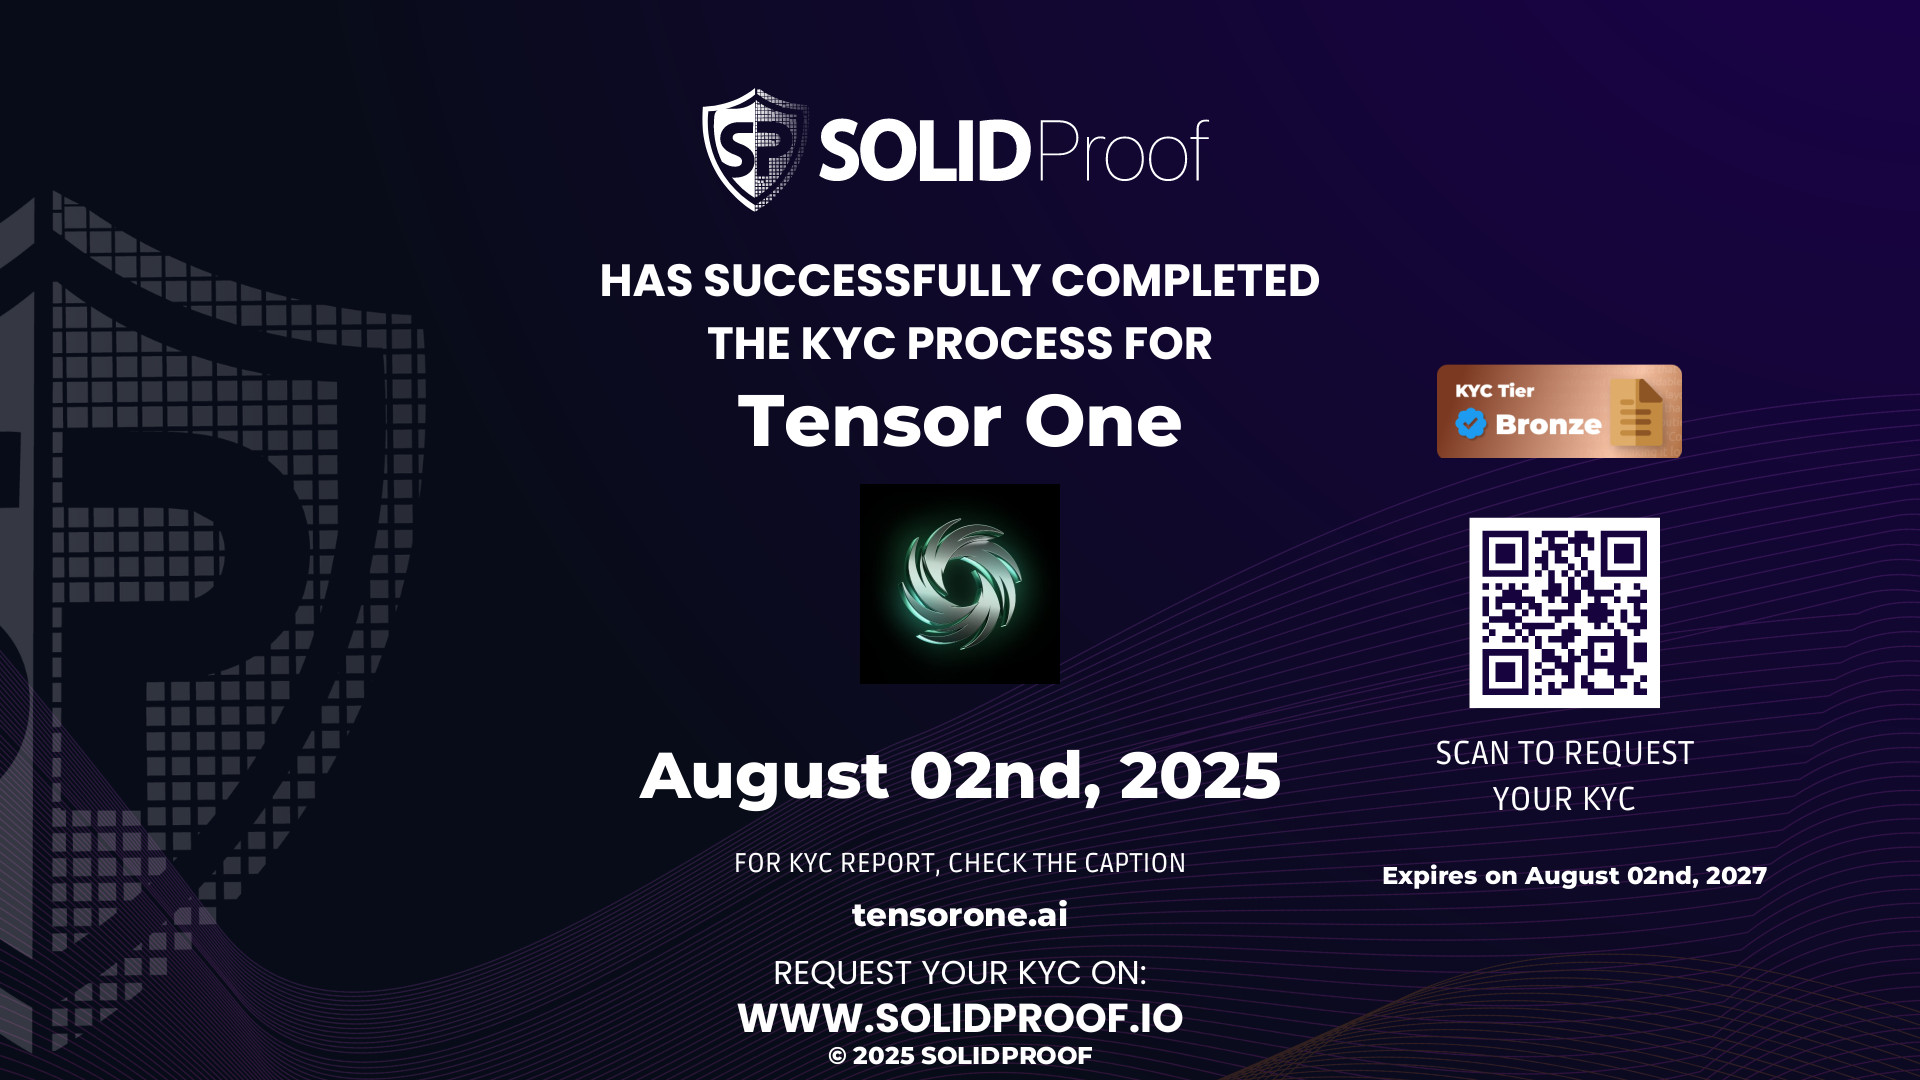 SP SOLIDProof
HAS SUCCESSFULLY COMPLETED
THE KYC PROCESS FOR
Tensor One
KYC Tier
Bronze
August 02nd, 2025
SCAN TO REQUEST
YOUR KYC
FOR KYC REPORT, CHECK THE CAPTION
Expires on August 02nd, 2027
tensorone.ai
REQUEST YOUR KYC ON:
WWW.SOLIDPROOF.IO
© 2025 SOLIDPROOF